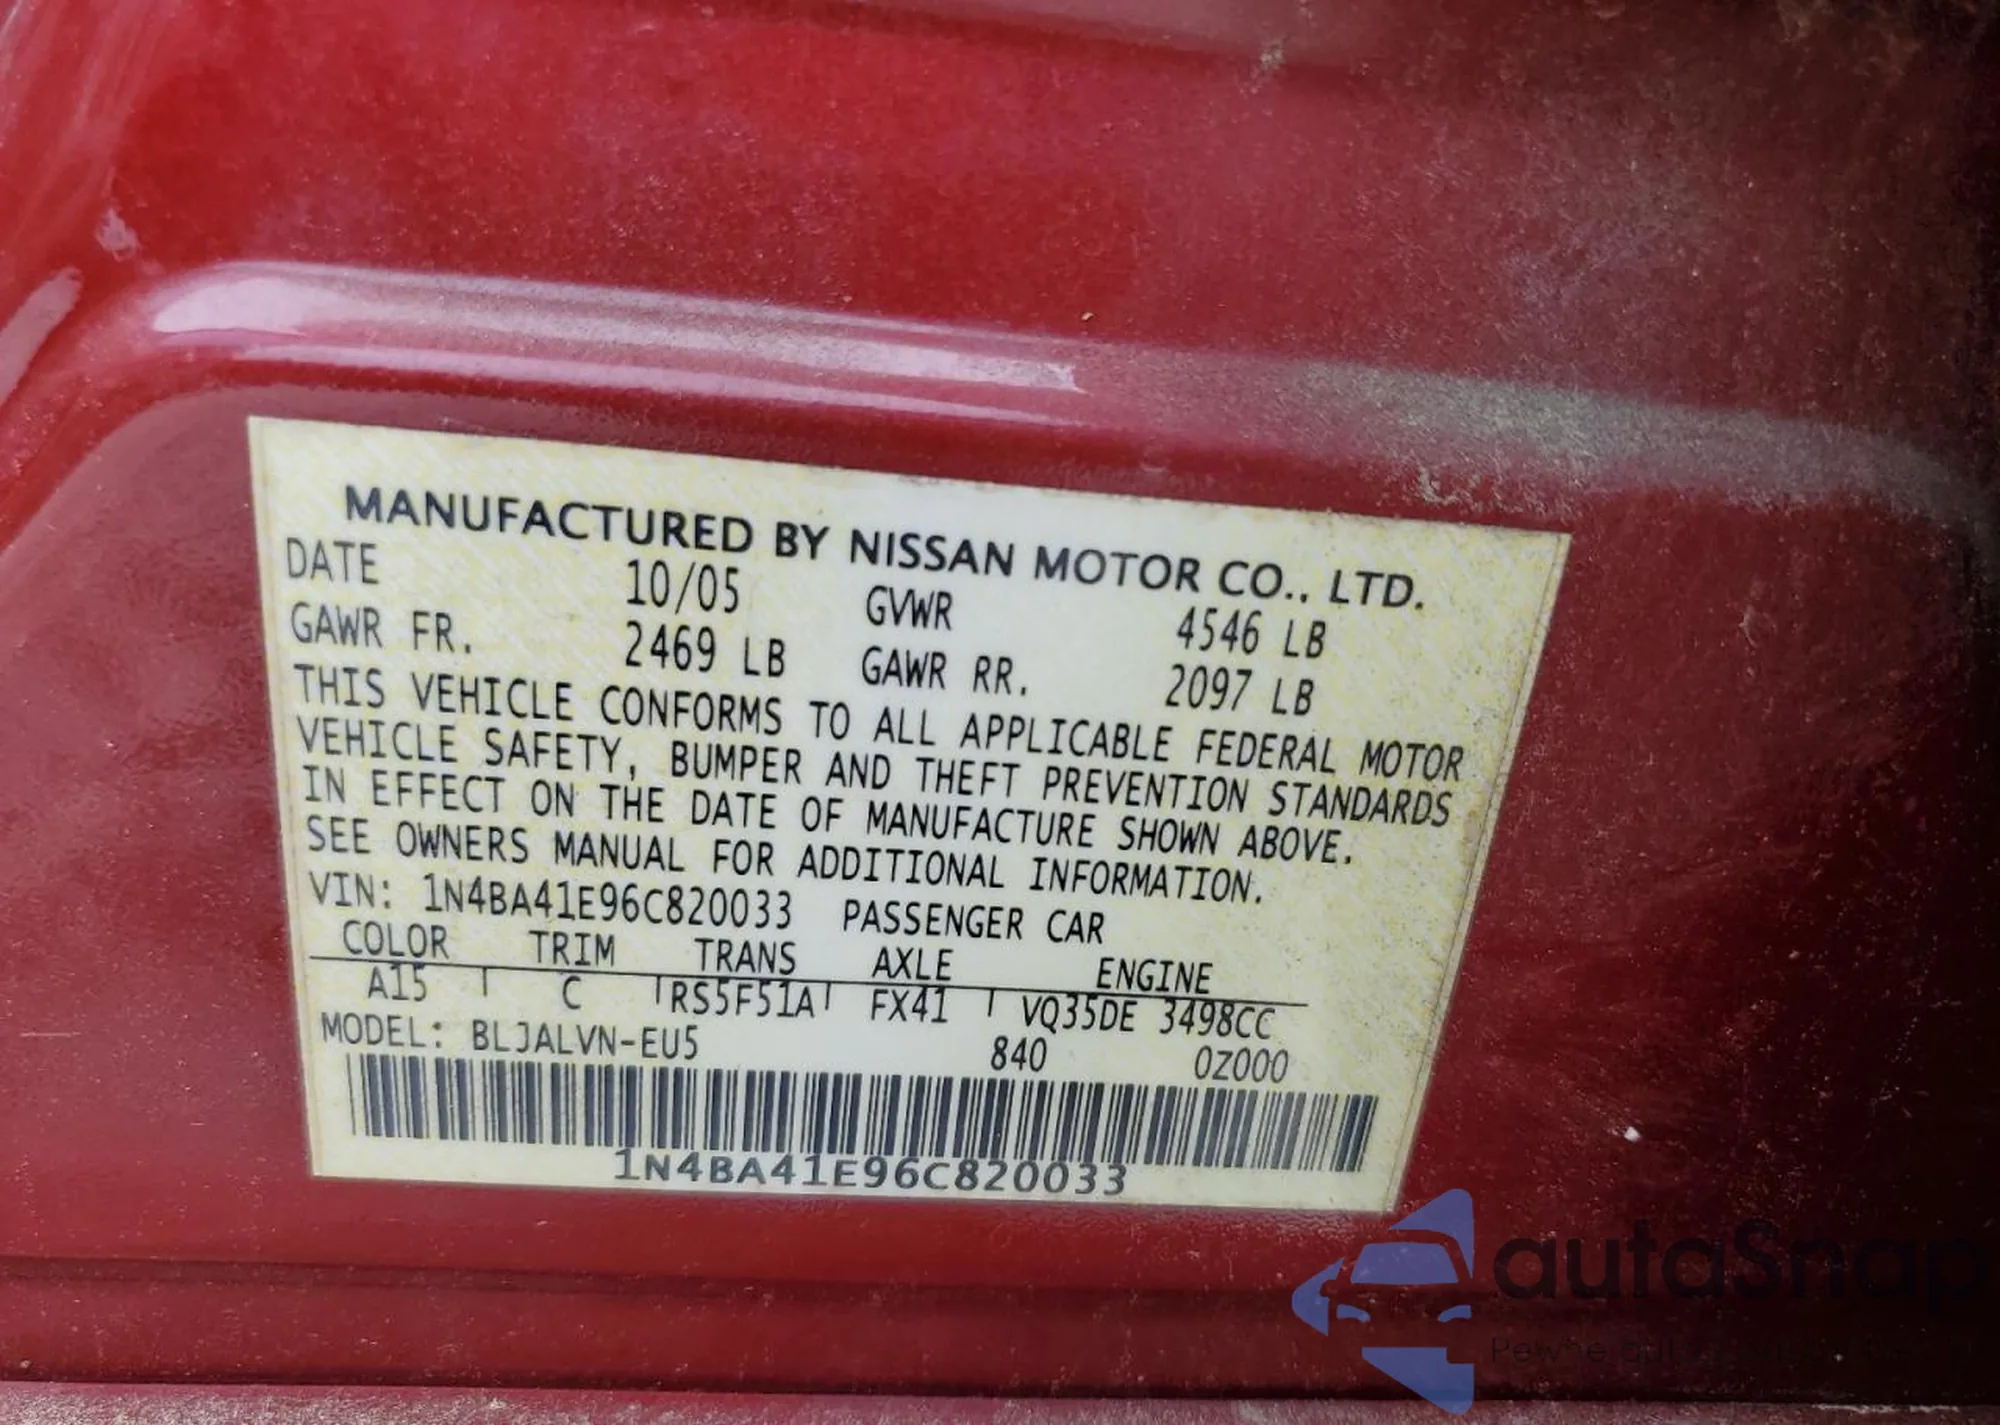 MANUFACTURED BY NISSAN MOTOR CO., LTD.
DATE 10/05 GVWR 4546 LB
GAWR FR. 2469 LB GAWR RR. 2097 LB
THIS VEHICLE CONFORMS TO ALL APPLICABLE FEDERAL MOTOR
VEHICLE SAFETY, BUMPER AND THEFT PREVENTION STANDARDS
IN EFFECT ON THE DATE OF MANUFACTURE SHOWN ABOVE.
SEE OWNERS MANUAL FOR ADDITIONAL INFORMATION.
VIN: 1N4BA41E96C820033 PASSENGER CAR
COLOR TRIM TRANS AXLE ENGINE
A15 C RS5F51A FX41 VQ35DE 3498CC
MODEL: BLJALVN-EU5 840 0Z000
1N4BA41E96C820033
autaSnap
Pewne